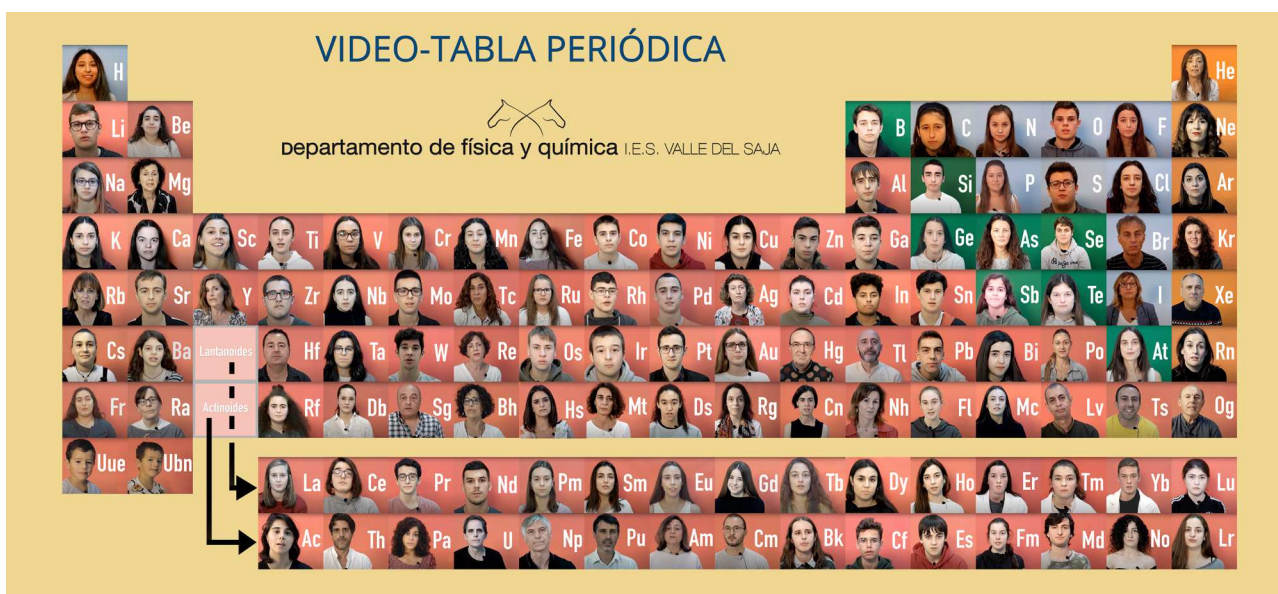 VIDEO-TABLA PERIÓDICA
Departamento de física y química I.E.S. VALLE DEL SAJA
H He
Li Be B C N O F Ne
Na Mg Al Si P S Cl Ar
K Ca Sc Ti V Cr Mn Fe Co Ni Cu Zn Ga Ge As Se Br Kr
Rb Sr Y Zr Nb Mo Tc Ru Rh Pd Ag Cd In Sn Sb Te I Xe
Cs Ba Lantanoides Hf Ta W Re Os Ir Pt Au Hg Tl Pb Bi Po At Rn
Fr Ra Actinoides Rf Db Sg Bh Hs Mt Ds Rg Cn Nh Fl Mc Lv Ts Og
Uue Ubn
La Ce Pr Nd Pm Sm Eu Gd Tb Dy Ho Er Tm Yb Lu
Ac Th Pa U Np Pu Am Cm Bk Cf Es Fm Md No Lr